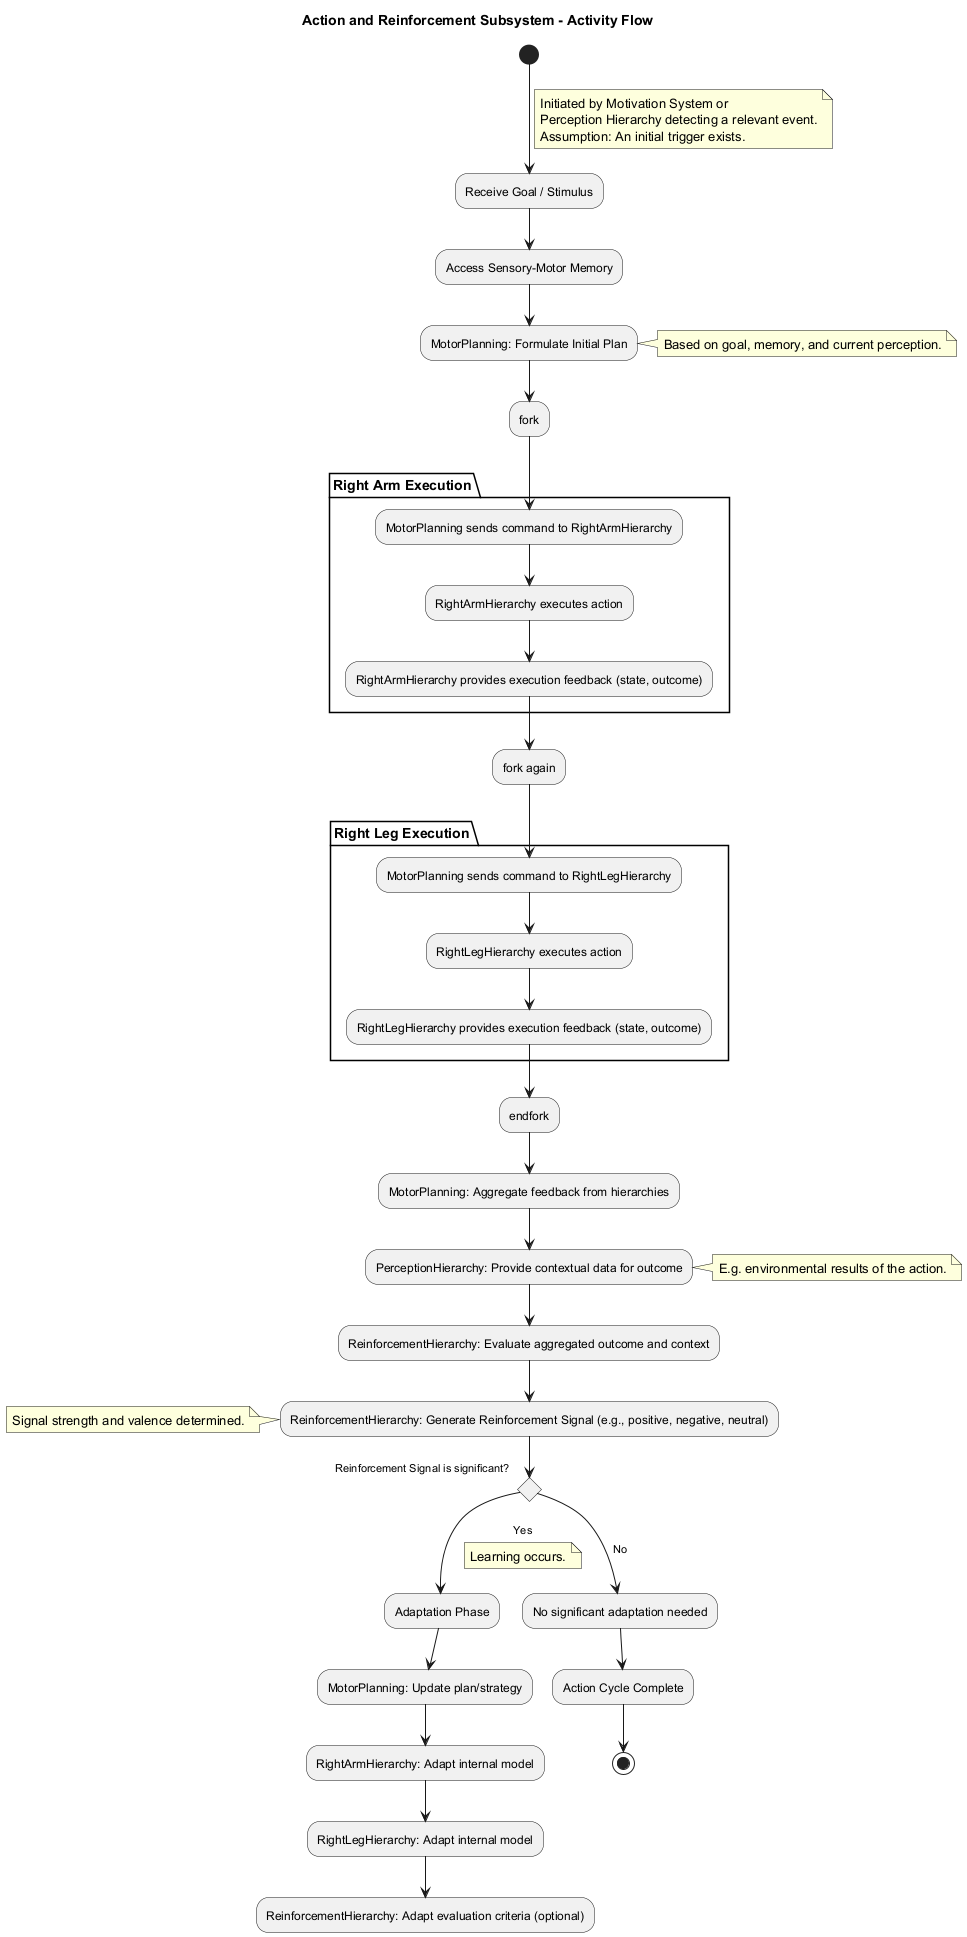 Action and Reinforcement Subsystem - Activity Flow
Initiated by Motivation System or
Perception Hierarchy detecting a relevant event.
Assumption: An initial trigger exists.
Receive Goal / Stimulus
Access Sensory-Motor Memory
MotorPlanning: Formulate Initial Plan
Based on goal, memory, and current perception.
fork
Right Arm Execution
MotorPlanning sends command to RightArmHierarchy
RightArmHierarchy executes action
RightArmHierarchy provides execution feedback (state, outcome)
fork again
Right Leg Execution
MotorPlanning sends command to RightLegHierarchy
RightLegHierarchy executes action
RightLegHierarchy provides execution feedback (state, outcome)
endfork
MotorPlanning: Aggregate feedback from hierarchies
PerceptionHierarchy: Provide contextual data for outcome
E.g. environmental results of the action.
ReinforcementHierarchy: Evaluate aggregated outcome and context
Signal strength and valence determined.
ReinforcementHierarchy: Generate Reinforcement Signal (e.g., positive, negative, neutral)
Reinforcement Signal is significant?
Yes
Learning occurs.
No
Adaptation Phase
No significant adaptation needed
MotorPlanning: Update plan/strategy
Action Cycle Complete
RightArmHierarchy: Adapt internal model
RightLegHierarchy: Adapt internal model
ReinforcementHierarchy: Adapt evaluation criteria (optional)